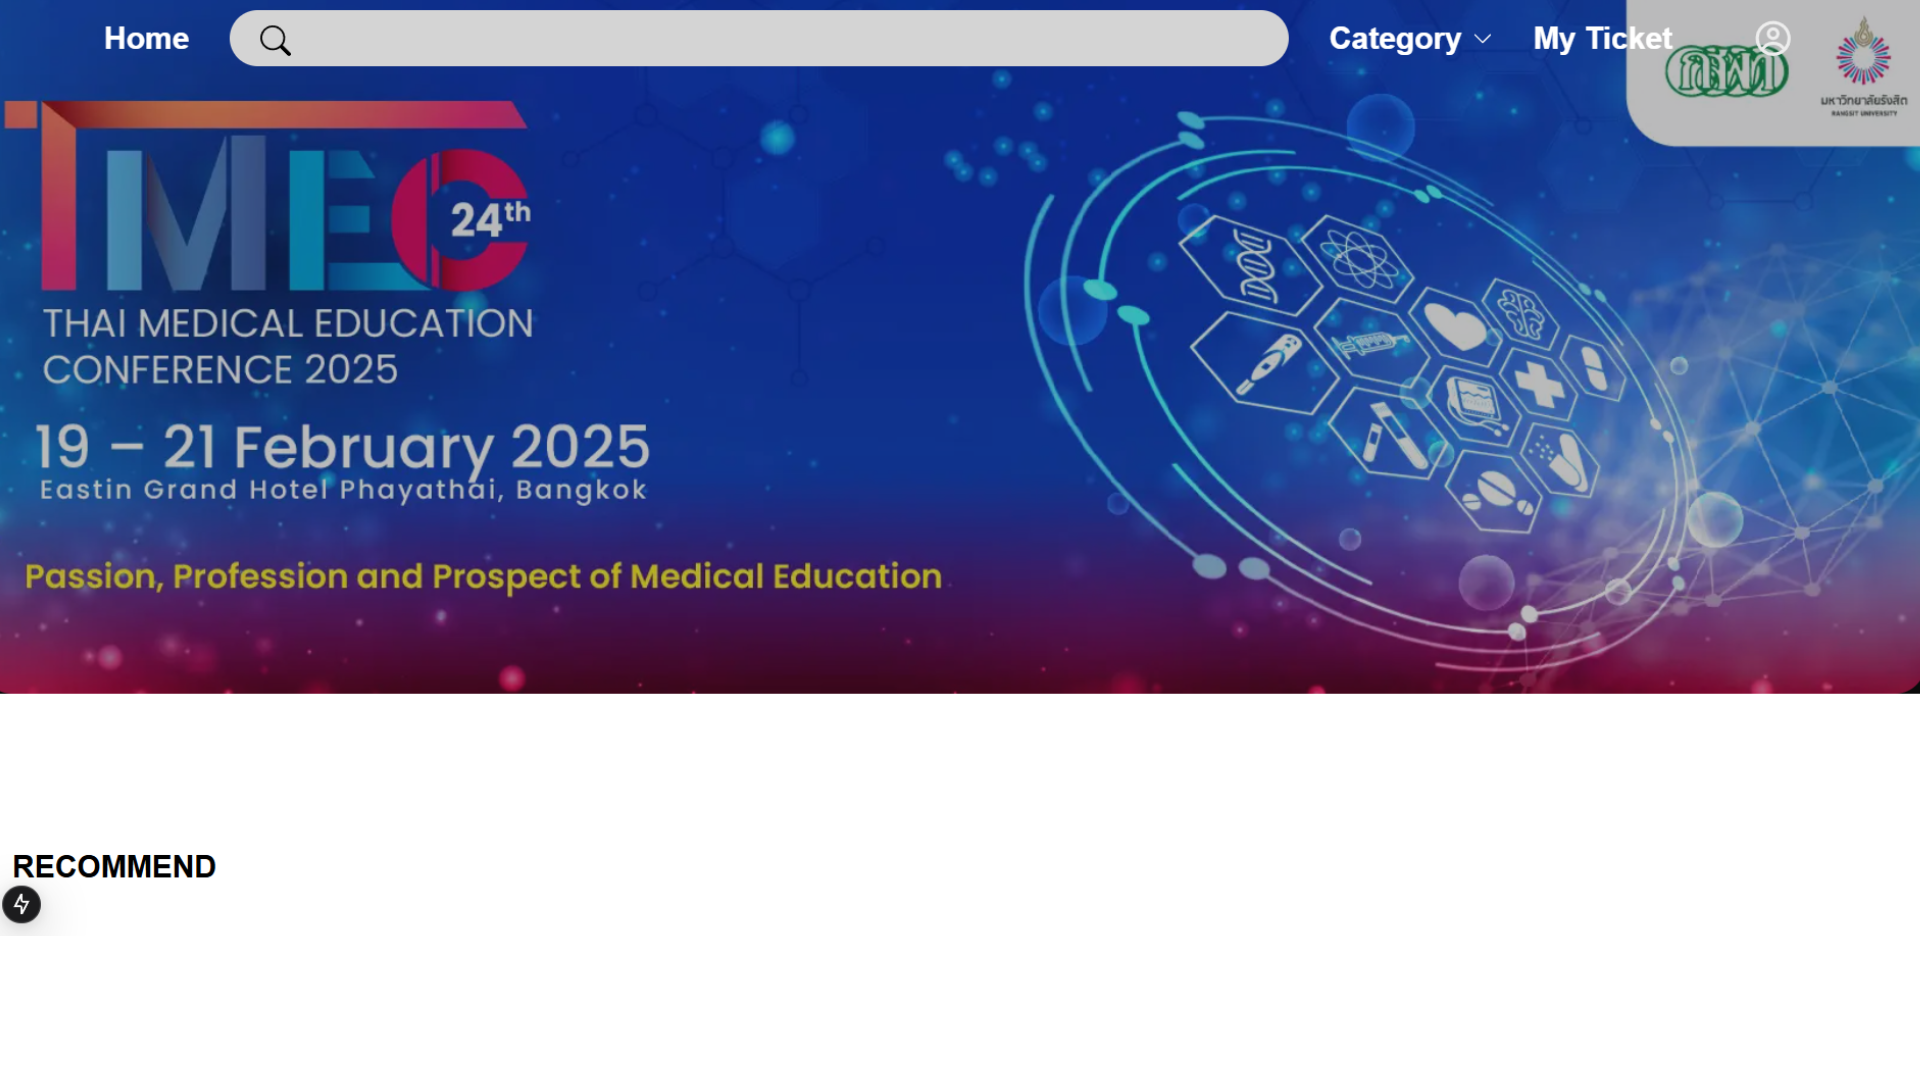 Home
Category
My Ticket
กสพท
มหาวิทยาลัยรังสิต
RANGSIT UNIVERSITY
TMEC
24th
THAI MEDICAL EDUCATION
CONFERENCE 2025
19 – 21 February 2025
Eastin Grand Hotel Phayathai, Bangkok
Passion, Profession and Prospect of Medical Education
RECOMMEND